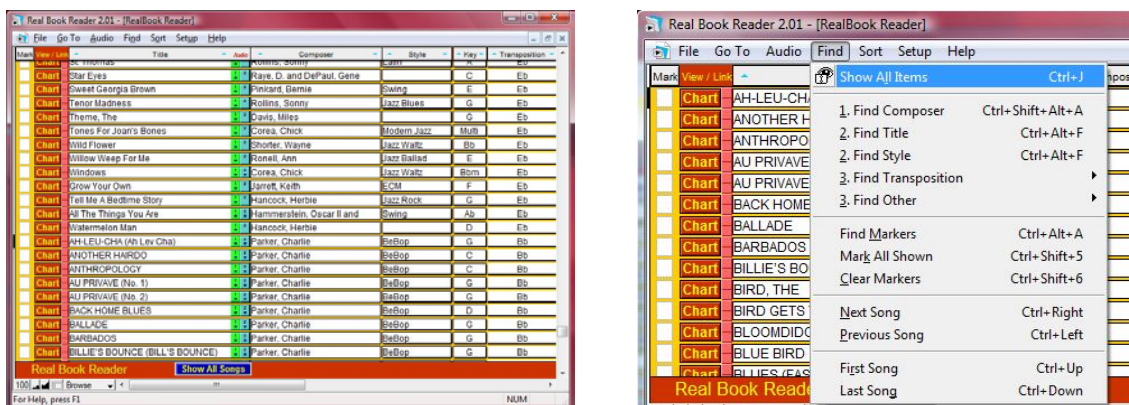 Real Book Reader 2.01 - [RealBook Reader]
File Go To Audio Find Sort Setup Help
Mark View / Link Title Audio Composer Style Key Transposition
Chart St. Thomas Rollins, Sonny Latin A Eb
Chart Star Eyes Raye, D. and DePaul, Gene C Eb
Chart Sweet Georgia Brown Pinkard, Bernie Swing E Eb
Chart Tenor Madness Rollins, Sonny Jazz Blues G Eb
Chart Theme, The Davis, Miles G Eb
Chart Tones For Joan's Bones Corea, Chick Modern Jazz Multi Eb
Chart Wild Flower Shorter, Wayne Jazz Waltz Bb Eb
Chart Willow Weep For Me Ronell, Ann Jazz Ballad E Eb
Chart Windows Corea, Chick Jazz Waltz Bbm Eb
Chart Grow Your Own Jarrett, Keith ECM F Eb
Chart Tell Me A Bedtime Story Hancock, Herbie Jazz Rock G Eb
Chart All The Things You Are Hammerstein, Oscar II and Swing Ab Eb
Chart Watermelon Man Hancock, Herbie D Eb
Chart AH-LEU-CHA (Ah Lev Cha) Parker, Charlie BeBop G Bb
Chart ANOTHER HAIRDO Parker, Charlie BeBop C Bb
Chart ANTHROPOLOGY Parker, Charlie BeBop C Bb
Chart AU PRIVAVE (No. 1) Parker, Charlie BeBop G Bb
Chart AU PRIVAVE (No. 2) Parker, Charlie BeBop G Bb
Chart BACK HOME BLUES Parker, Charlie BeBop D Bb
Chart BALLADE Parker, Charlie BeBop G Bb
Chart BARBADOS Parker, Charlie BeBop G Bb
Chart BILLIE'S BOUNCE (BILL'S BOUNCE) Parker, Charlie BeBop G Bb
Real Book Reader Show All Songs
100 Browse
For Help, press F1 NUM
Real Book Reader 2.01 - [RealBook Reader]
File Go To Audio Find Sort Setup Help
Mark View / Link Show All Items Ctrl+J npos
Chart AH-LEU-CH
Chart ANOTHER H 1. Find Composer Ctrl+Shift+Alt+A
Chart ANTHROPO 2. Find Title Ctrl+Alt+F
Chart AU PRIVAVE 2. Find Style Ctrl+Alt+F
Chart AU PRIVAVE 3. Find Transposition
Chart BACK HOME 3. Find Other
Chart BALLADE Find Markers Ctrl+Alt+A
Chart BARBADOS Mark All Shown Ctrl+Shift+5
Chart BILLIE'S BO Clear Markers Ctrl+Shift+6
Chart BIRD, THE
Chart BIRD GETS Next Song Ctrl+Right
Chart BLOOMDIDO Previous Song Ctrl+Left
Chart BLUE BIRD
Chart BLUES (FAS First Song Ctrl+Up
Real Book Reade Last Song Ctrl+Down